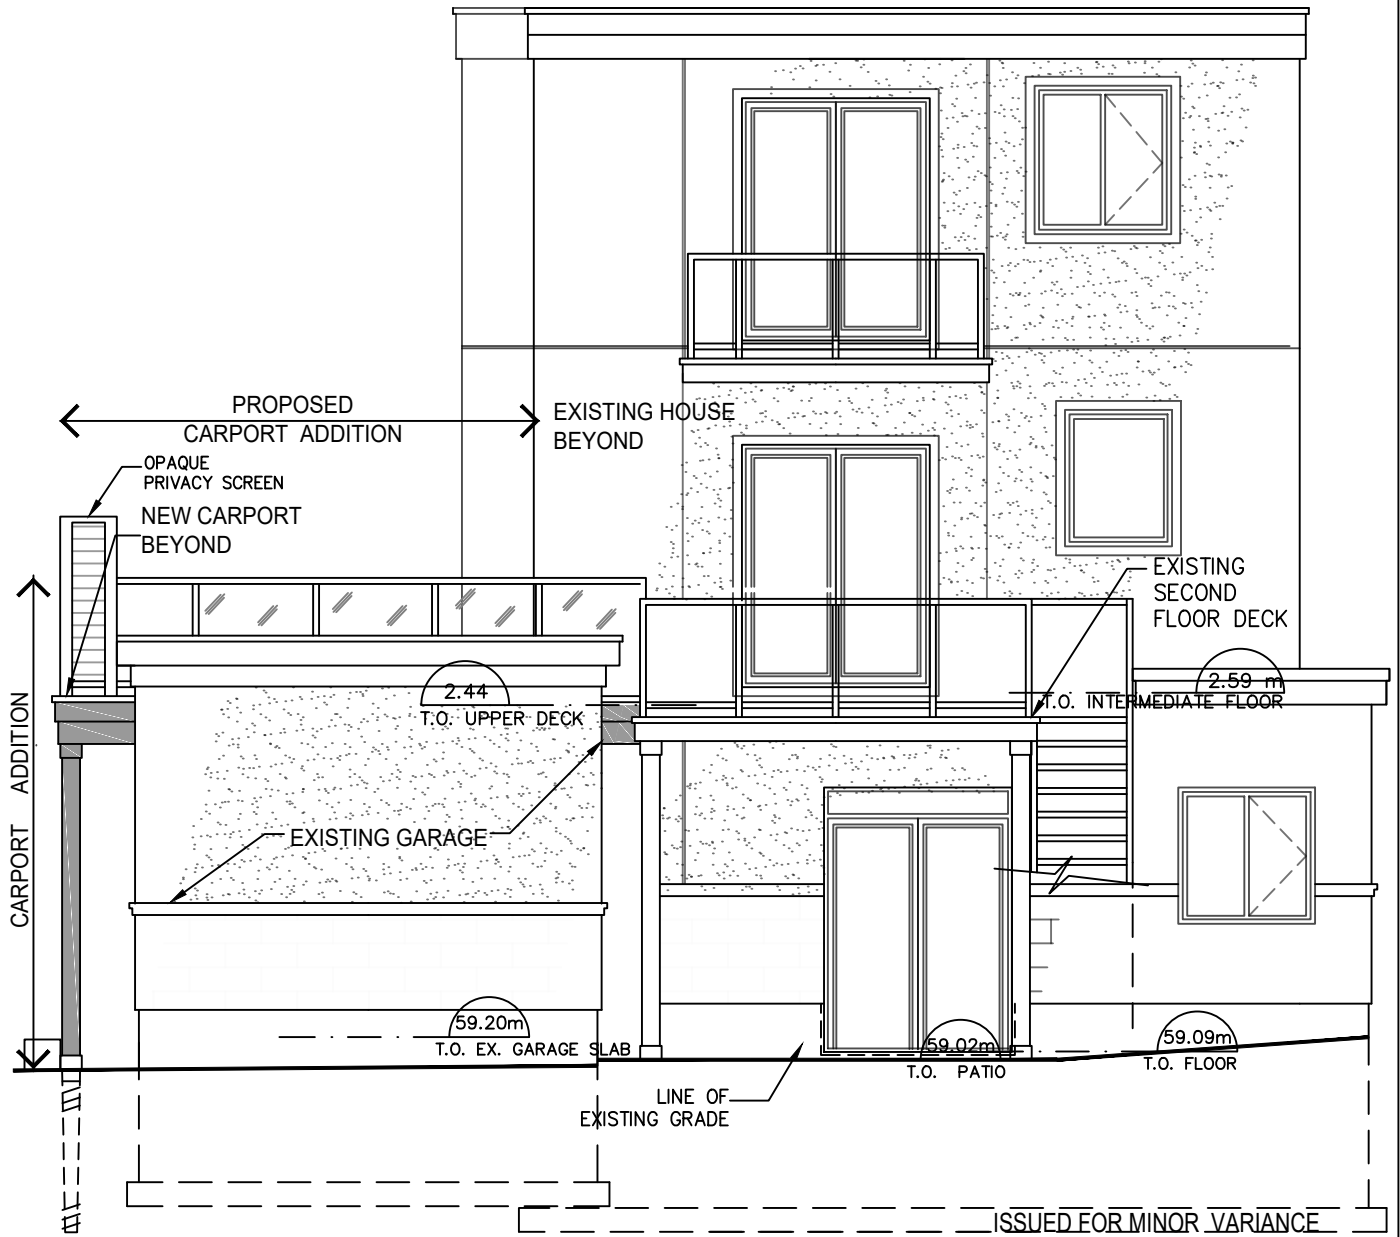 PROPOSED
CARPORT ADDITION
EXISTING HOUSE
BEYOND
OPAQUE
PRIVACY SCREEN
NEW CARPORT
BEYOND
EXISTING
SECOND
FLOOR DECK
2.44
T.O. UPPER DECK
2.59 m
T.O. INTERMEDIATE FLOOR
CARPORT ADDITION
EXISTING GARAGE
59.20m
T.O. EX. GARAGE SLAB
59.02m
T.O. PATIO
59.09m
T.O. FLOOR
LINE OF
EXISTING GRADE
ISSUED FOR MINOR VARIANCE